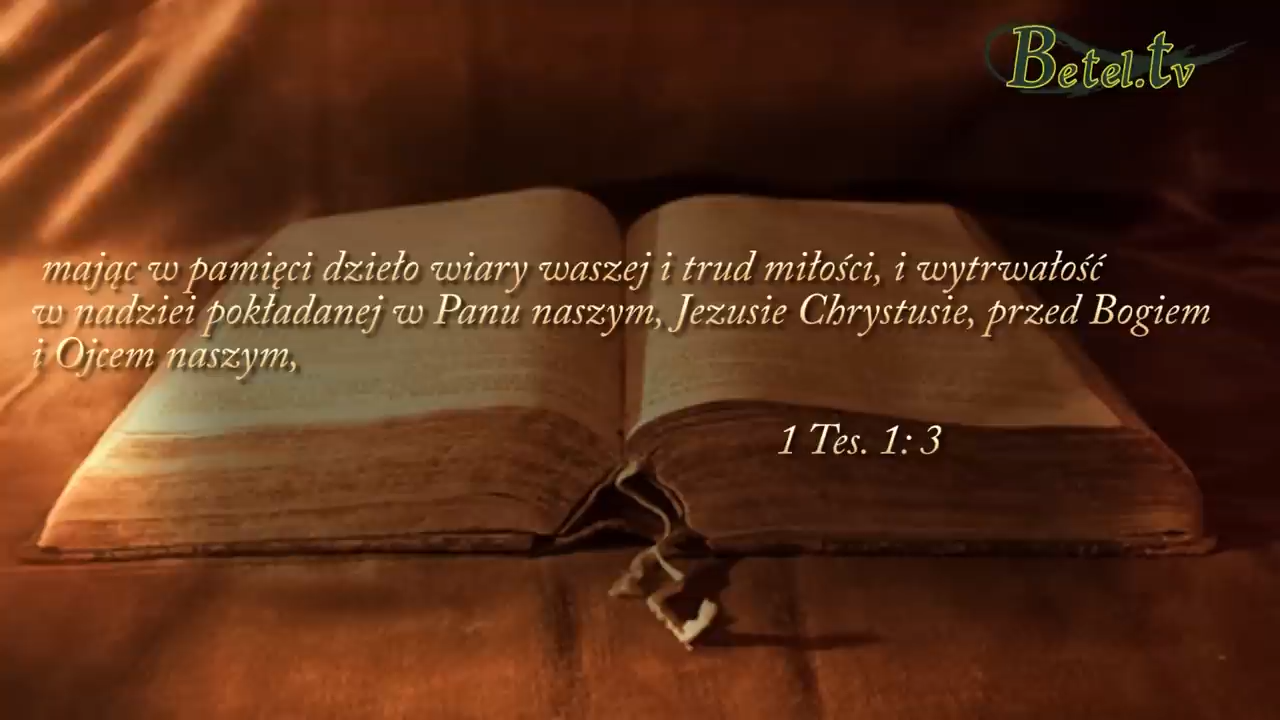 Betel.tv
mając w pamięci dzieło wiary waszej i trud miłości, i wytrwałość
w nadziei pokładanej w Panu naszym, Jezusie Chrystusie, przed Bogiem
i Ojcem naszym,
1 Tes. 1: 3